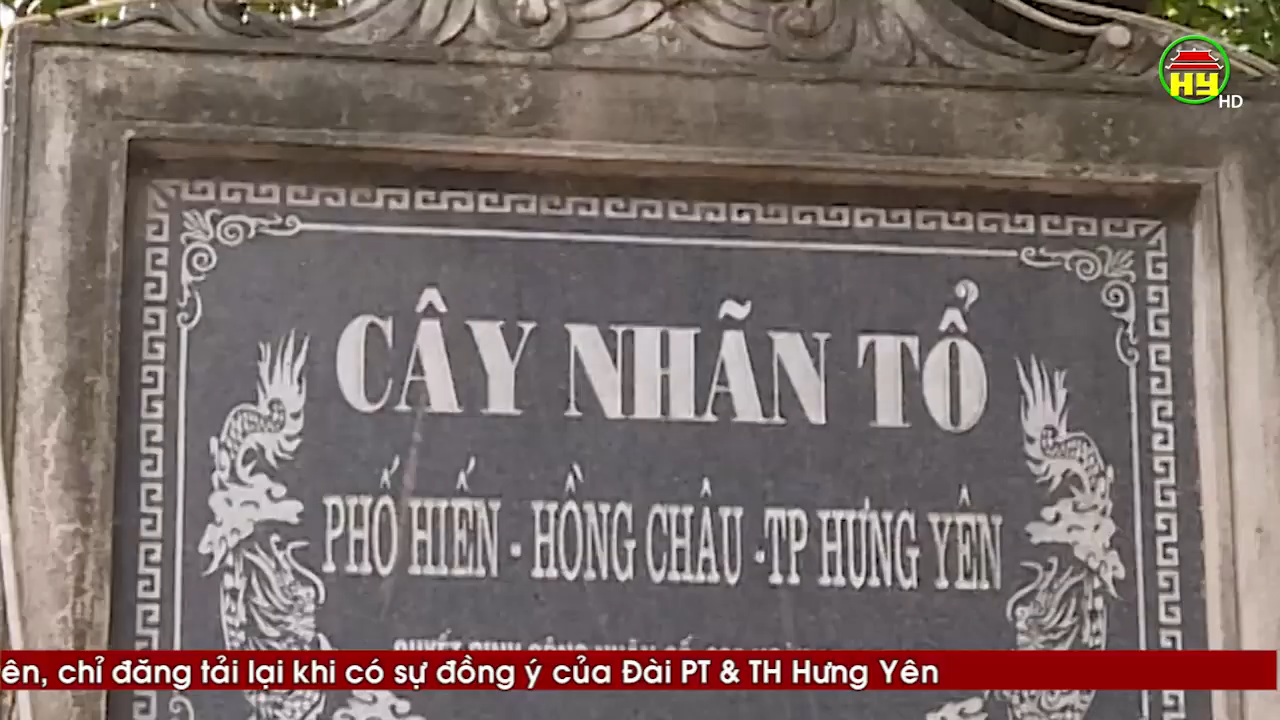 HY
HD
CÂY NHÃN TỔ
PHỐ HIẾN - HỒNG CHÂU - TP HƯNG YÊN
ên, chỉ đăng tải lại khi có sự đồng ý của Đài PT & TH Hưng Yên